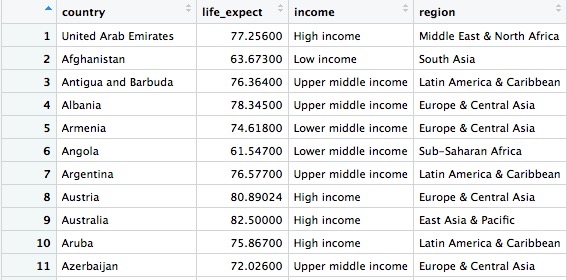 country life_expect income region
1 United Arab Emirates 77.25600 High income Middle East & North Africa
2 Afghanistan 63.67300 Low income South Asia
3 Antigua and Barbuda 76.36400 Upper middle income Latin America & Caribbean
4 Albania 78.34500 Upper middle income Europe & Central Asia
5 Armenia 74.61800 Lower middle income Europe & Central Asia
6 Angola 61.54700 Lower middle income Sub-Saharan Africa
7 Argentina 76.57700 Upper middle income Latin America & Caribbean
8 Austria 80.89024 High income Europe & Central Asia
9 Australia 82.50000 High income East Asia & Pacific
10 Aruba 75.86700 High income Latin America & Caribbean
11 Azerbaijan 72.02600 Upper middle income Europe & Central Asia